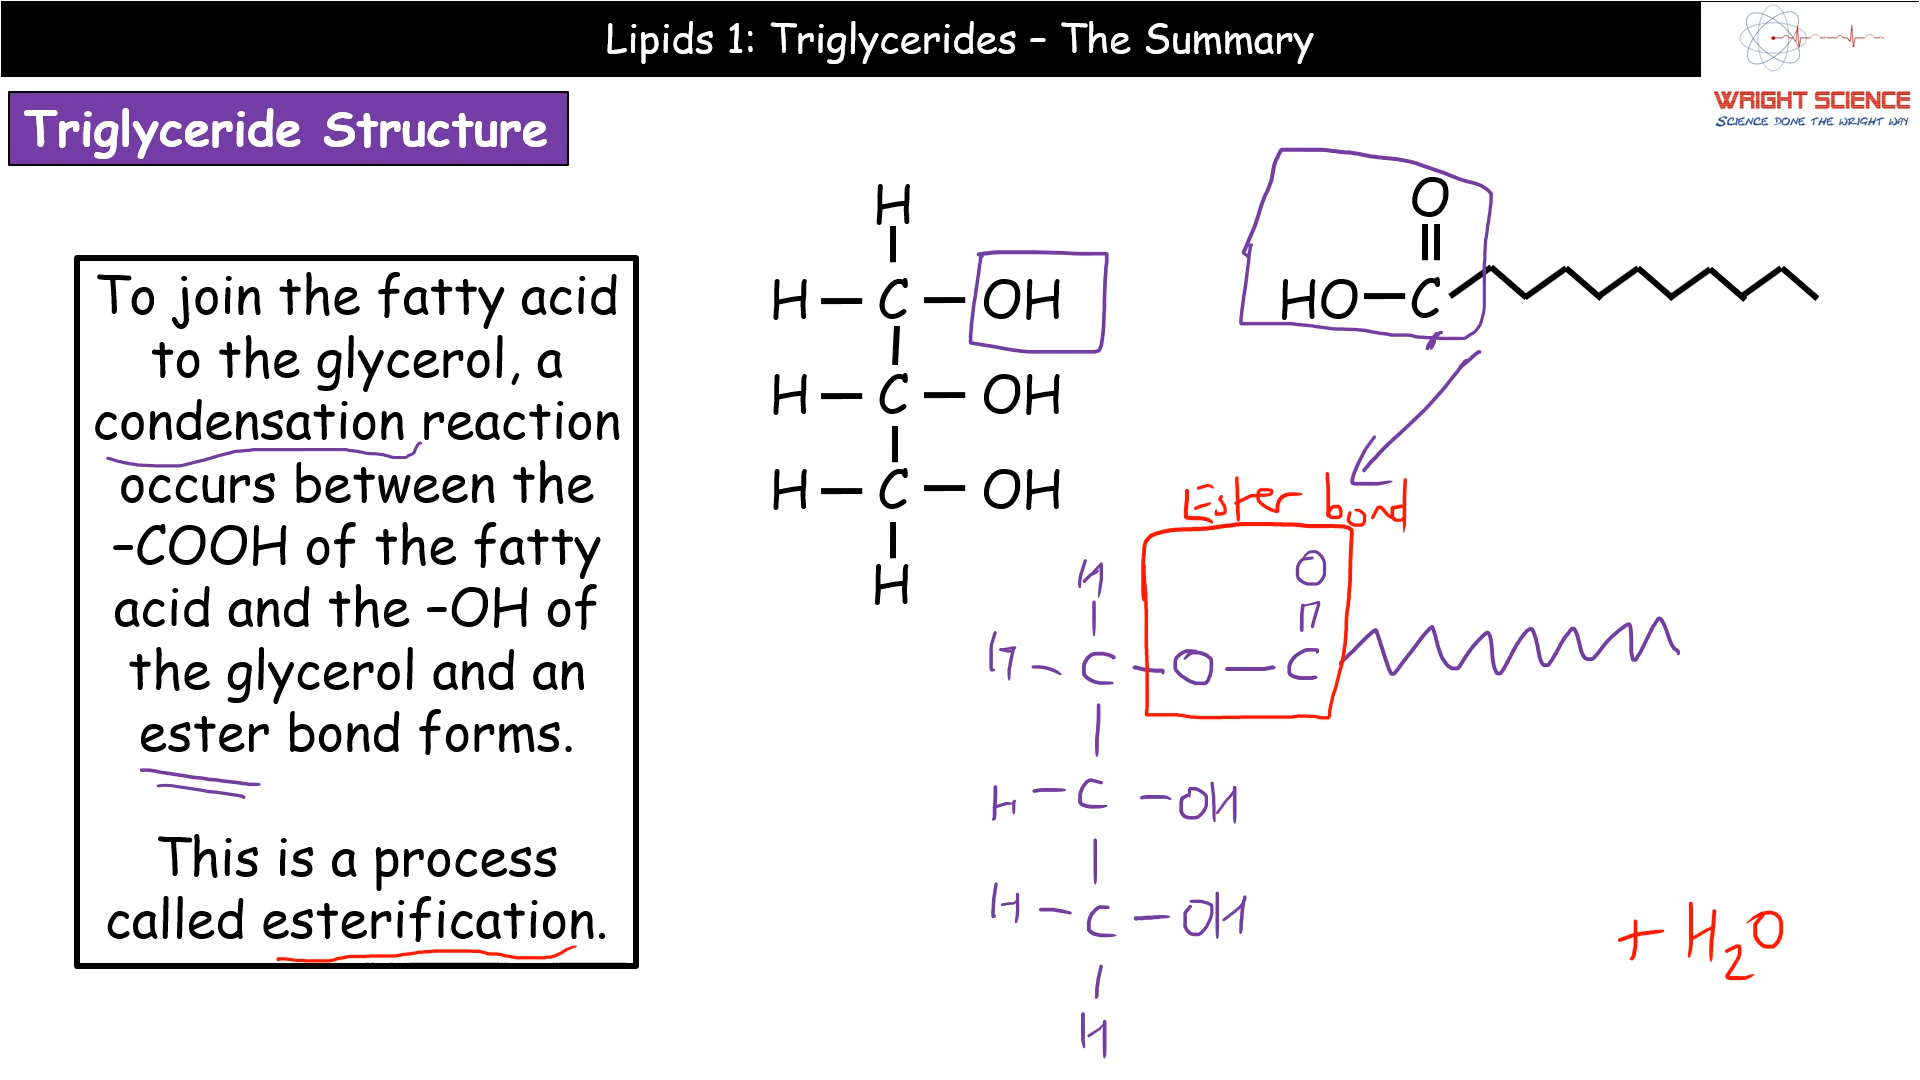 Lipids 1: Triglycerides – The Summary
WRIGHT SCIENCE
SCIENCE DONE THE WRIGHT WAY
Triglyceride Structure
To join the fatty acid
to the glycerol, a
condensation reaction
occurs between the
–COOH of the fatty
acid and the –OH of
the glycerol and an
ester bond forms.
This is a process
called esterification.
H
H – C – OH
H – C – OH
H – C – OH
H
O
HO – C
Ester bond
H O
H – C – O – C
H – C – OH
H – C – OH
H
+ H2O